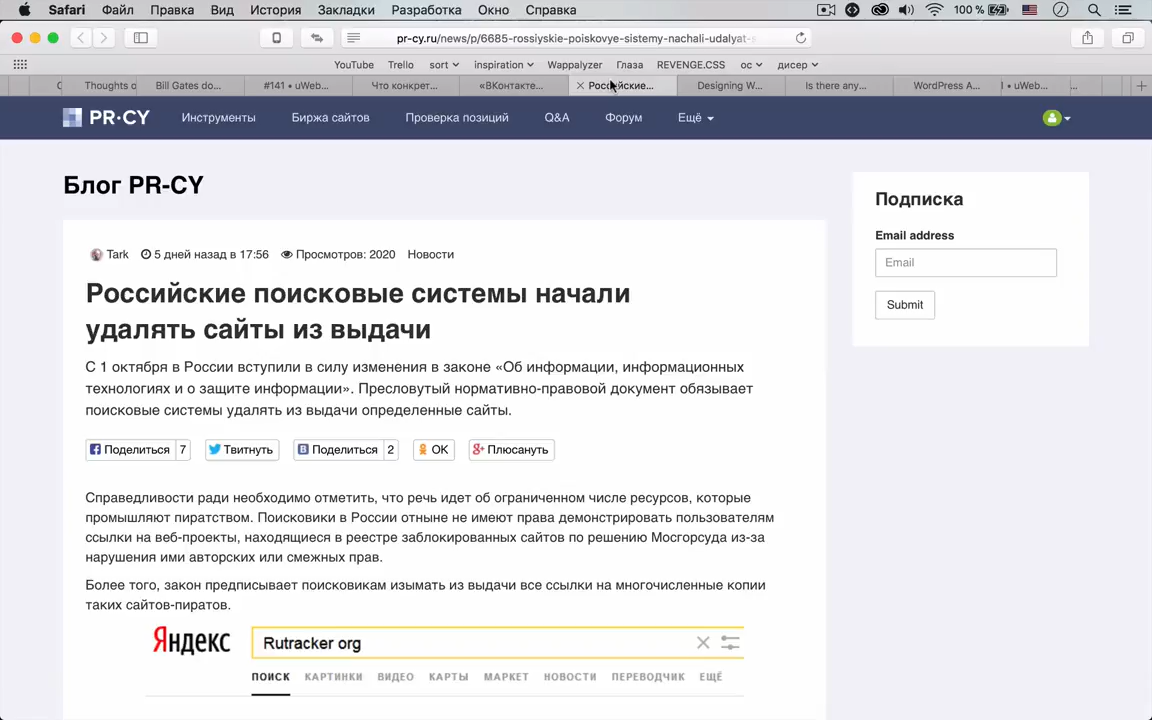 Safari Файл Правка Вид История Закладки Разработка Окно Справка 100 %
pr-cy.ru/news/p/6685-rossiyskie-poiskovye-sistemy-nachali-udalyat-s
YouTube Trello sort inspiration Wappalyzer Глаза REVENGE.CSS ос дисер
Thoughts o Bill Gates do... #141 • uWeb... Что конкрет... «ВКонтакте... Российские... Designing W... Is there any... WordPress A... l • uWeb... ...
PR·CY Инструменты Биржа сайтов Проверка позиций Q&A Форум Ещё
Блог PR-CY
Tark 5 дней назад в 17:56 Просмотров: 2020 Новости
Российские поисковые системы начали
удалять сайты из выдачи
С 1 октября в России вступили в силу изменения в законе «Об информации, информационных
технологиях и о защите информации». Пресловутый нормативно-правовой документ обязывает
поисковые системы удалять из выдачи определенные сайты.
Поделиться 7 Твитнуть Поделиться 2 ОК Плюсануть
Справедливости ради необходимо отметить, что речь идет об ограниченном числе ресурсов, которые
промышляют пиратством. Поисковики в России отныне не имеют права демонстрировать пользователям
ссылки на веб-проекты, находящиеся в реестре заблокированных сайтов по решению Мосгорсуда из-за
нарушения ими авторских или смежных прав.
Более того, закон предписывает поисковикам изымать из выдачи все ссылки на многочисленные копии
таких сайтов-пиратов.
Яндекс Rutracker org
ПОИСК КАРТИНКИ ВИДЕО КАРТЫ МАРКЕТ НОВОСТИ ПЕРЕВОДЧИК ЕЩЁ
Подписка
Email address
Email
Submit